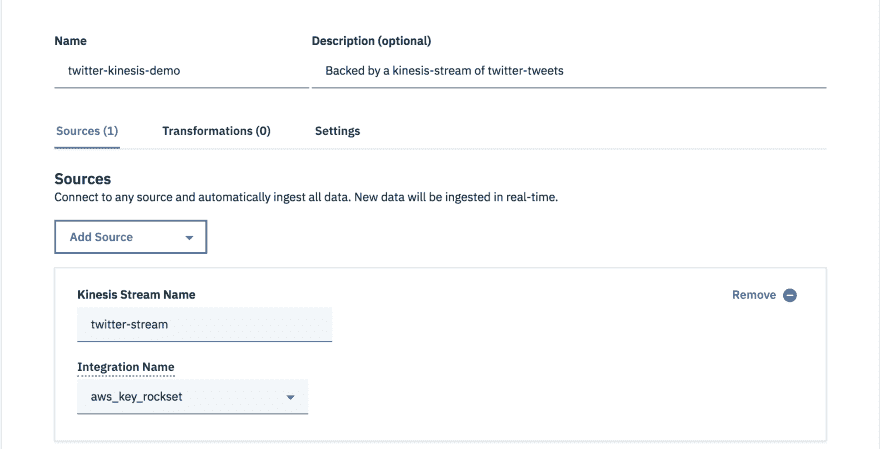 Name
Description (optional)
twitter-kinesis-demo
Backed by a kinesis-stream of twitter-tweets
Sources (1)
Transformations (0)
Settings
Sources
Connect to any source and automatically ingest all data. New data will be ingested in real-time.
Add Source
Kinesis Stream Name
Remove
twitter-stream
Integration Name
aws_key_rockset